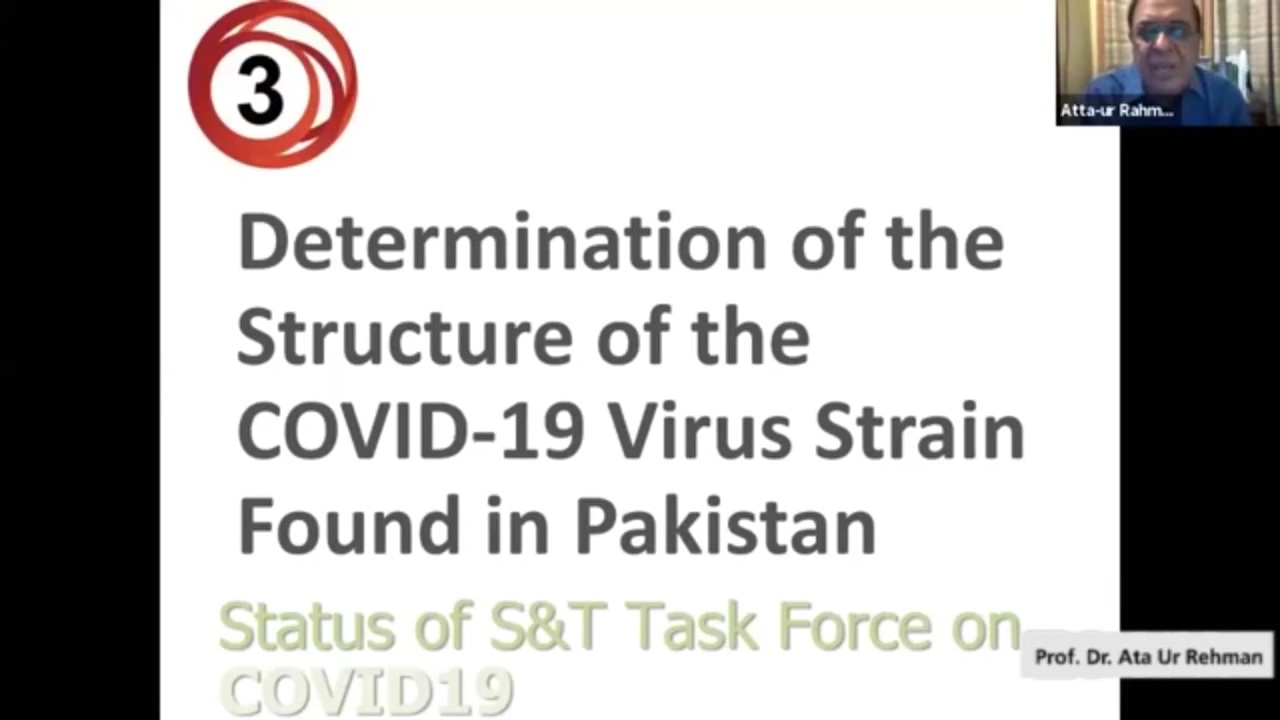 3
Atta-ur Rahm...
Determination of the
Structure of the
COVID-19 Virus Strain
Found in Pakistan
Status of S&T Task Force on
COVID19
Prof. Dr. Ata Ur Rehman